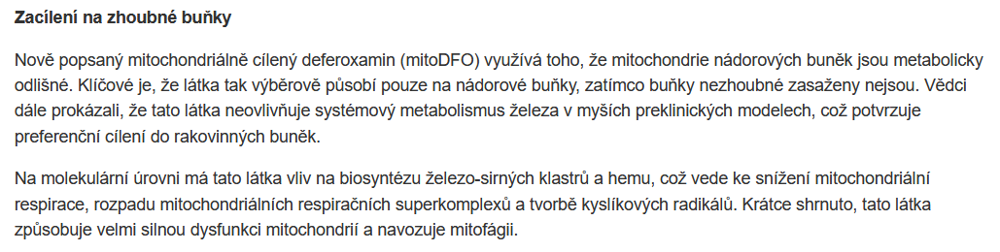 Zacílení na zhoubné buňky
Nově popsaný mitochondriálně cílený deferoxamin (mitoDFO) využívá toho, že mitochondrie nádorových buněk jsou metabolicky
odlišné. Klíčové je, že látka tak výběrově působí pouze na nádorové buňky, zatímco buňky nezhoubné zasaženy nejsou. Vědci
dále prokázali, že tato látka neovlivňuje systémový metabolismus železa v myších preklinických modelech, což potvrzuje
preferenční cílení do rakovinných buněk.
Na molekulární úrovni má tato látka vliv na biosyntézu železo-sirných klastrů a hemu, což vede ke snížení mitochondriální
respirace, rozpadu mitochondriálních respiračních superkomplexů a tvorbě kyslíkových radikálů. Krátce shrnuto, tato látka
způsobuje velmi silnou dysfunkci mitochondrií a navozuje mitofágii.